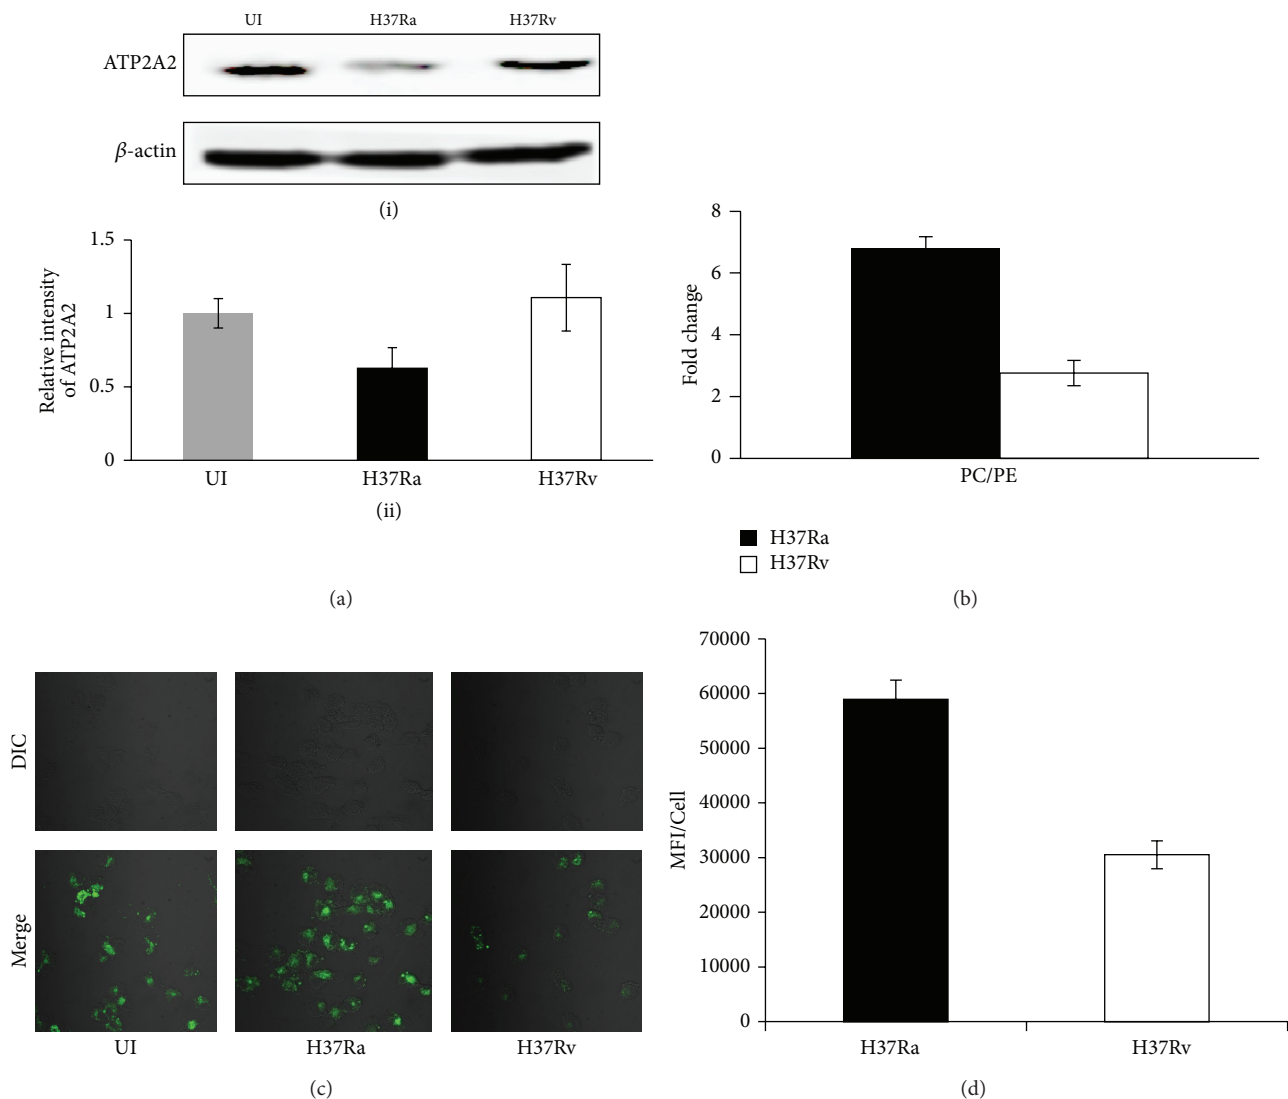 UI H37Ra H37Rv
ATP2A2
β-actin
(i)
Relative intensity
of ATP2A2
1.5
1
0.5
0
UI H37Ra H37Rv
(ii)
(a)
Fold change
8
6
4
2
0
PC/PE
H37Ra
H37Rv
(b)
DIC
Merge
UI H37Ra H37Rv
(c)
MFI/Cell
70000
60000
50000
40000
30000
20000
10000
0
H37Ra H37Rv
(d)